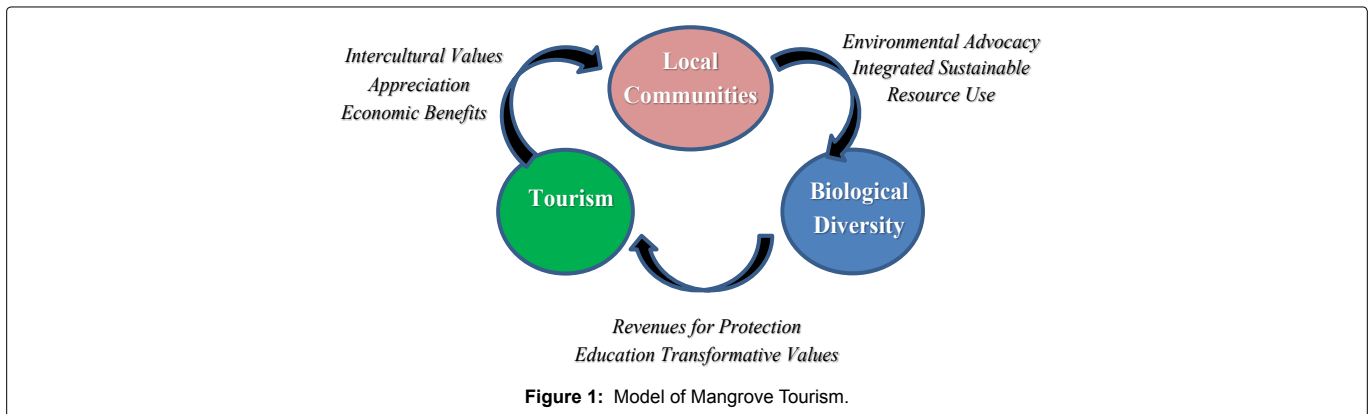 Intercultural Values
Appreciation
Economic Benefits
Local
Communities
Environmental Advocacy
Integrated Sustainable
Resource Use
Tourism
Biological
Diversity
Revenues for Protection
Education Transformative Values
Figure 1: Model of Mangrove Tourism.